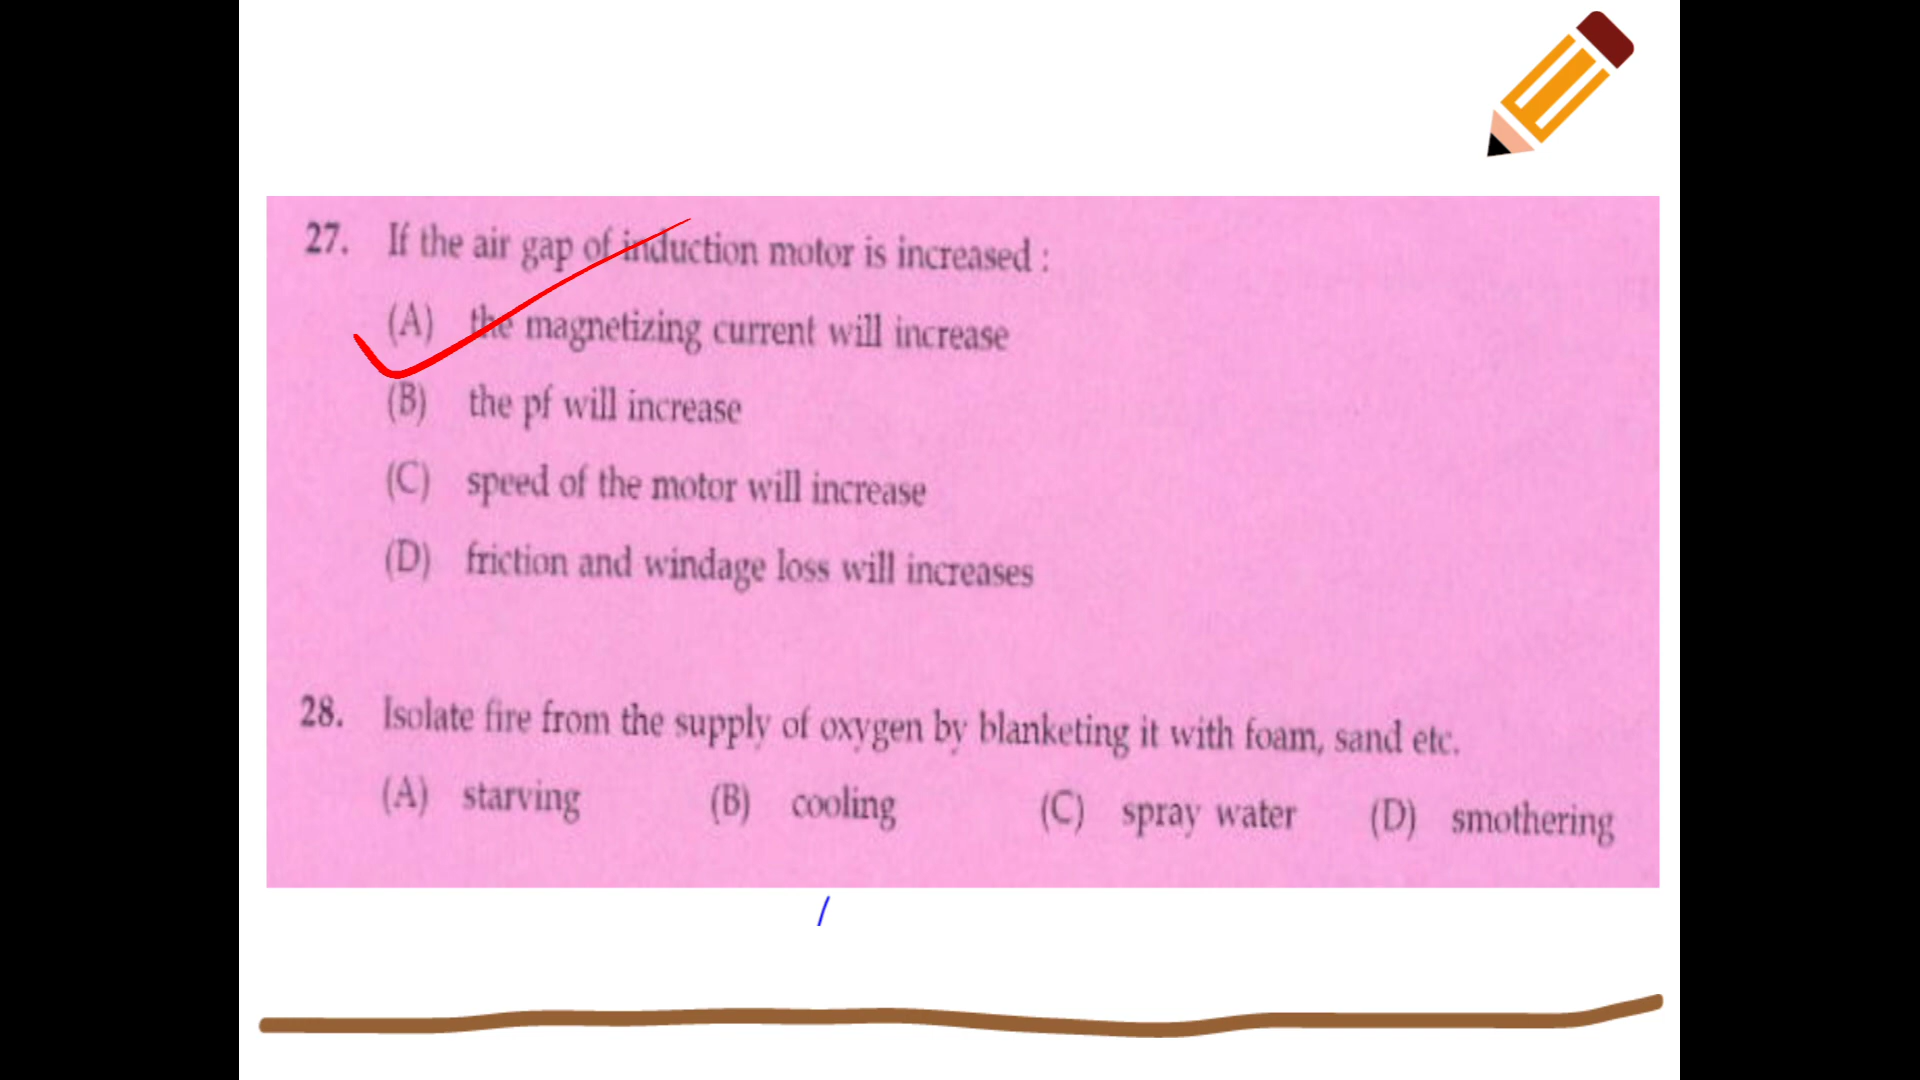 27. If the air gap of induction motor is increased :
(A) the magnetizing current will increase
(B) the pf will increase
(C) speed of the motor will increase
(D) friction and windage loss will increases
28. Isolate fire from the supply of oxygen by blanketing it with foam, sand etc.
(A) starving (B) cooling (C) spray water (D) smothering